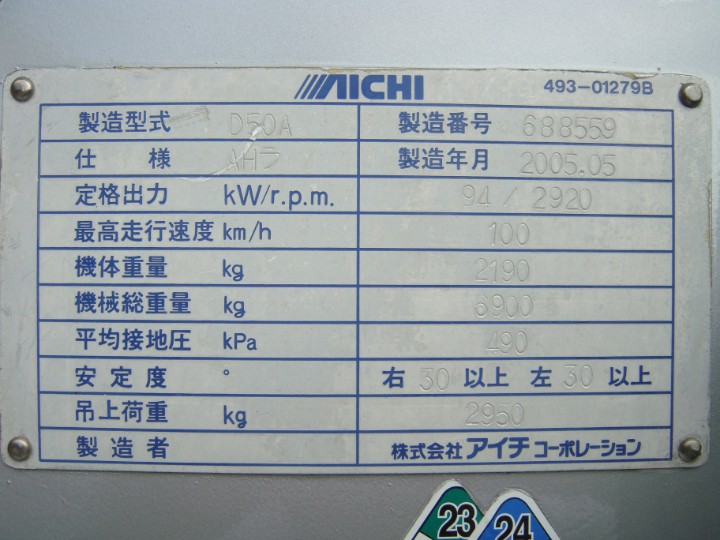 AICHI 493-01279B
製造型式 D50A 製造番号 688559
仕様 AHラ 製造年月 2005.05
定格出力 kW/r.p.m. 94/2920
最高走行速度 km/h 100
機体重量 kg 2190
機械総重量 kg 6900
平均接地圧 kPa 490
安定度 ° 右 30 以上 左 30 以上
吊上荷重 kg 2950
製造者 株式会社アイチコーポレーション
23 24